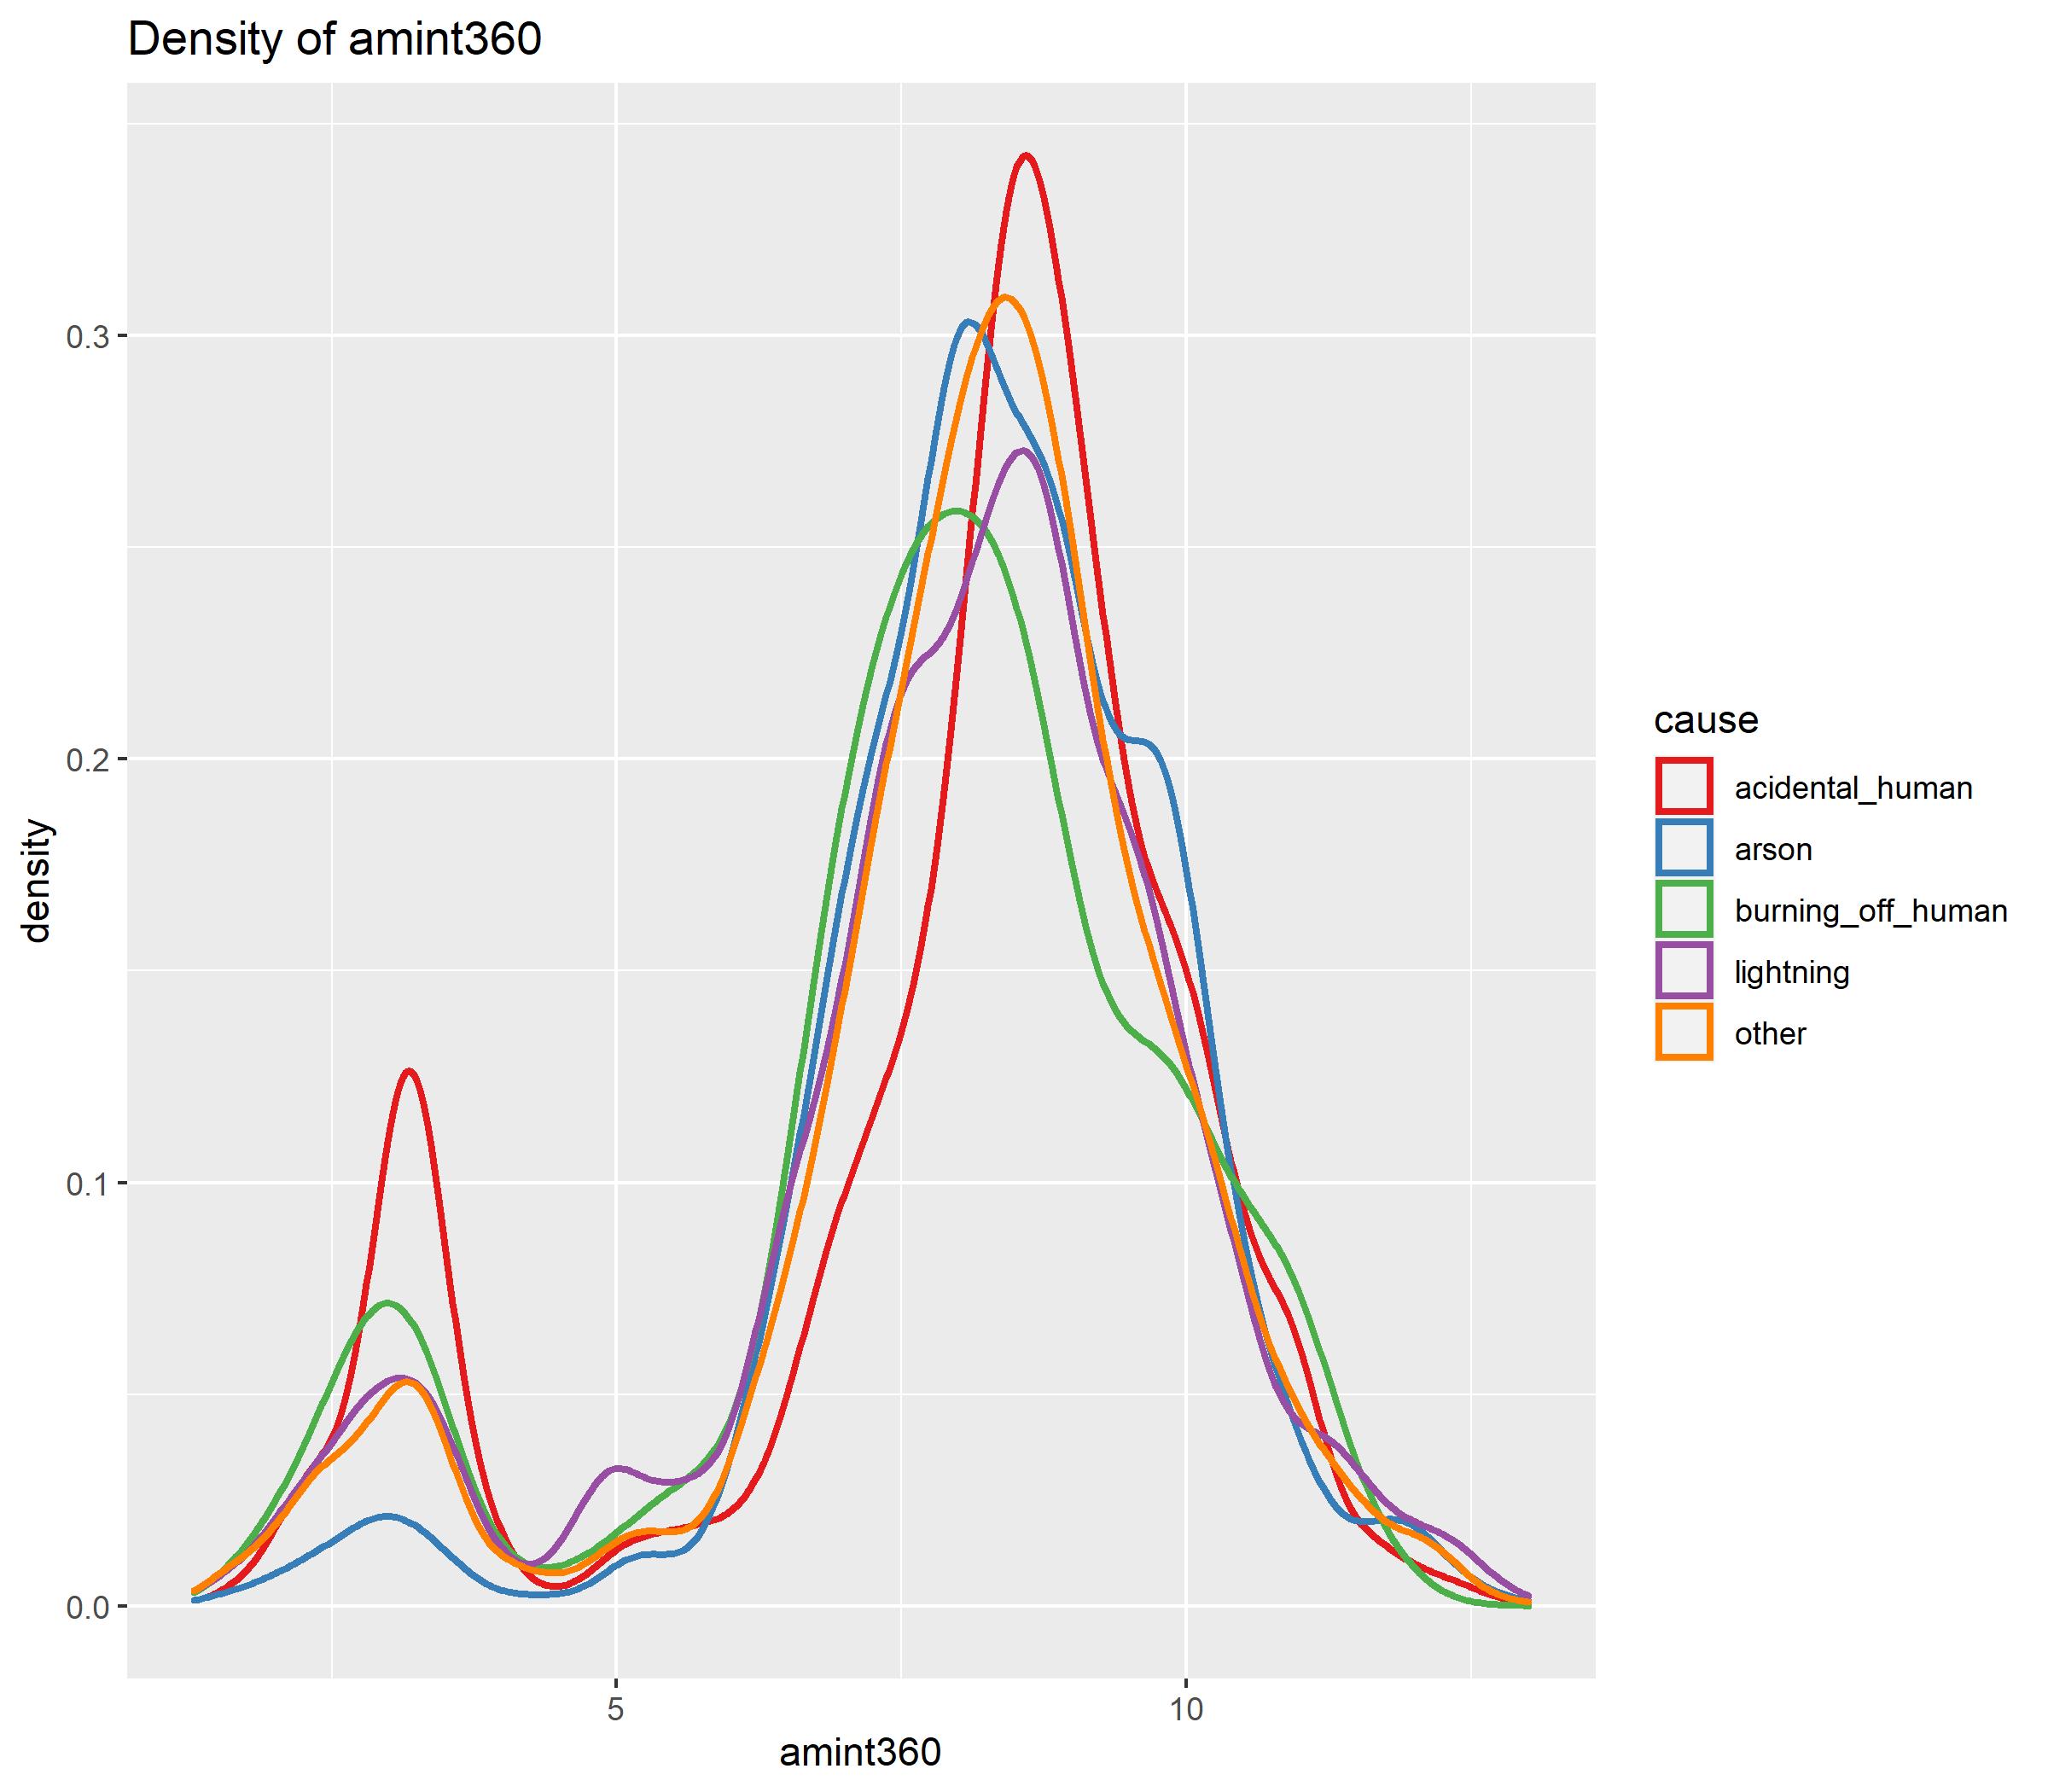 Density of amint360
density
0.3
0.2
0.1
0.0
5
10
amint360
cause
acidental_human
arson
burning_off_human
lightning
other